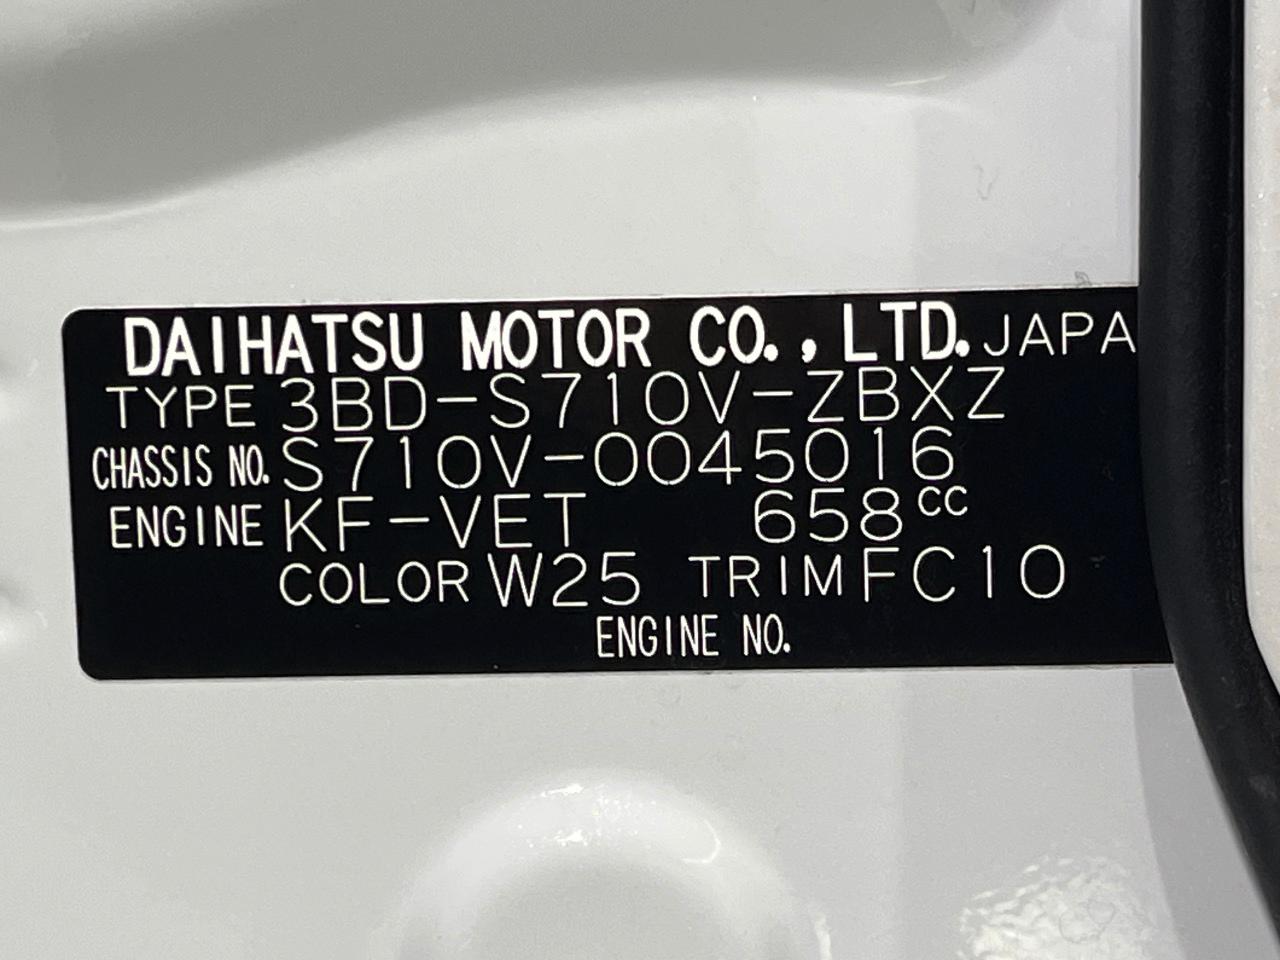 DAIHATSU MOTOR CO., LTD. JAPA
TYPE 3BD-S710V-ZBXZ
CHASSIS NO. S710V-0045016
ENGINE KF-VET 658cc
COLOR W25 TRIM FC10
ENGINE NO.